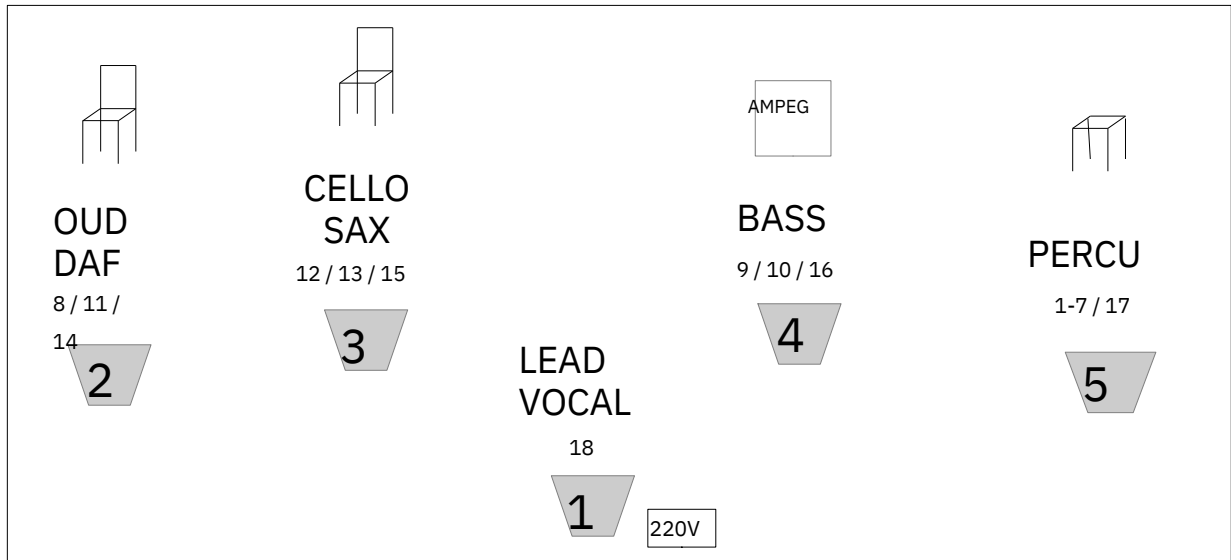 OUD
DAF
8 / 11 /
14
2
CELLO
SAX
12 / 13 / 15
3
LEAD
VOCAL
18
1
220V
AMPEG
BASS
9 / 10 / 16
4
PERCU
1-7 / 17
5